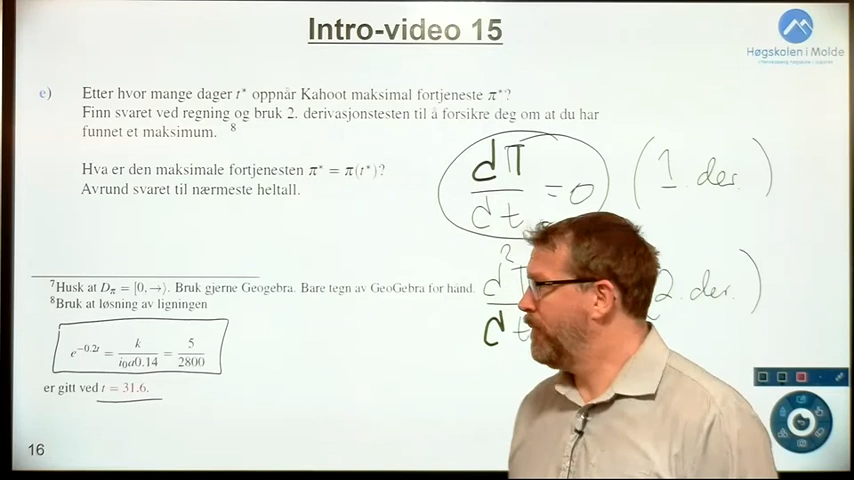 Intro-video 15
Høgskolen i Molde
e) Etter hvor mange dager t* oppnår Kahoot maksimal fortjeneste π*?
Finn svaret ved regning og bruk 2. derivasjonstesten til å forsikre deg om at du har
funnet et maksimum. 8
Hva er den maksimale fortjenesten π* = π(t*)?
Avrund svaret til nærmeste heltall.
dπ/dt = 0 (1. der.)
2. der.)
7Husk at Dπ = [0, →). Bruk gjerne Geogebra. Bare tegn av GeoGebra for hånd.
8Bruk at løsning av ligningen
e^−0.2t = k/i₀a0.14 = 5/2800
er gitt ved t = 31.6.
16